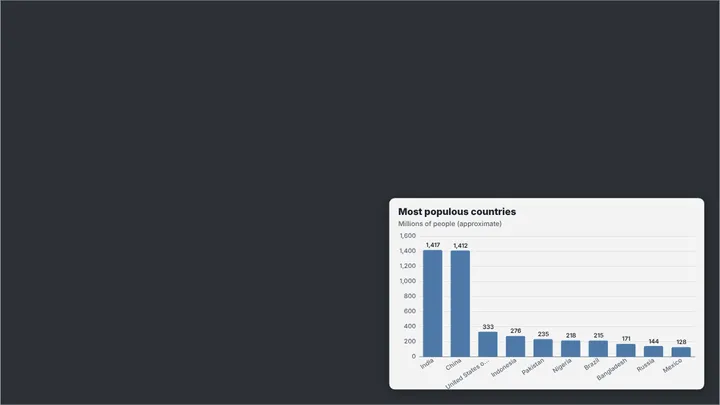 Most populous countries
Millions of people (approximate)
1,600
1,400
1,200
1,000
800
600
400
200
0
1,417
1,412
333
276
235
218
215
171
144
128
India
China
United States o...
Indonesia
Pakistan
Nigeria
Brazil
Bangladesh
Russia
Mexico